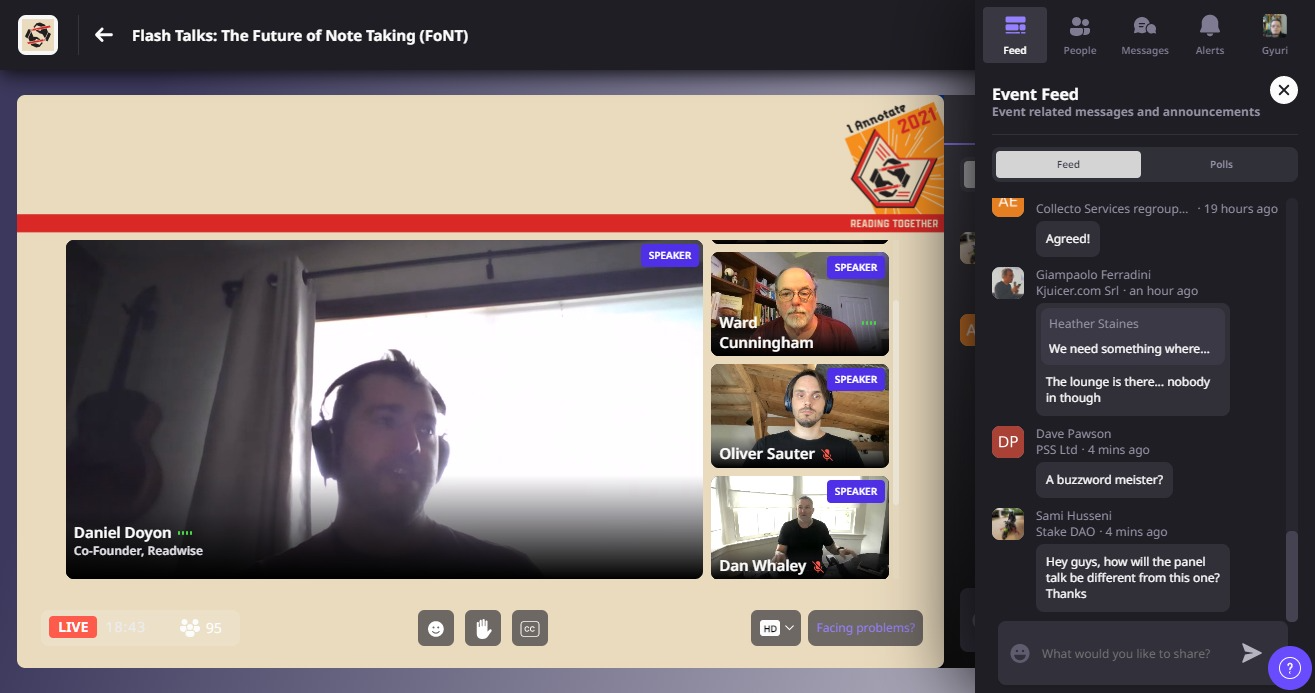 Flash Talks: The Future of Note Taking (FoNT)
I Annotate
2021
READING TOGETHER
SPEAKER
Daniel Doyon
Co-Founder, Readwise
SPEAKER
Ward
Cunningham
SPEAKER
Oliver Sauter
SPEAKER
Dan Whaley
LIVE 18:43 95
CC
HD
Facing problems?
Feed
People
Messages
Alerts
Gyuri
Event Feed
Event related messages and announcements
Feed
Polls
AE
Collecto Services regroup... · 19 hours ago
Agreed!
Giampaolo Ferradini
Kjuicer.com Srl · an hour ago
Heather Staines
We need something where...
The lounge is there... nobody
in though
DP
Dave Pawson
PSS Ltd · 4 mins ago
A buzzword meister?
Sami Husseni
Stake DAO · 4 mins ago
Hey guys, how will the panel
talk be different from this one?
Thanks
What would you like to share?
?